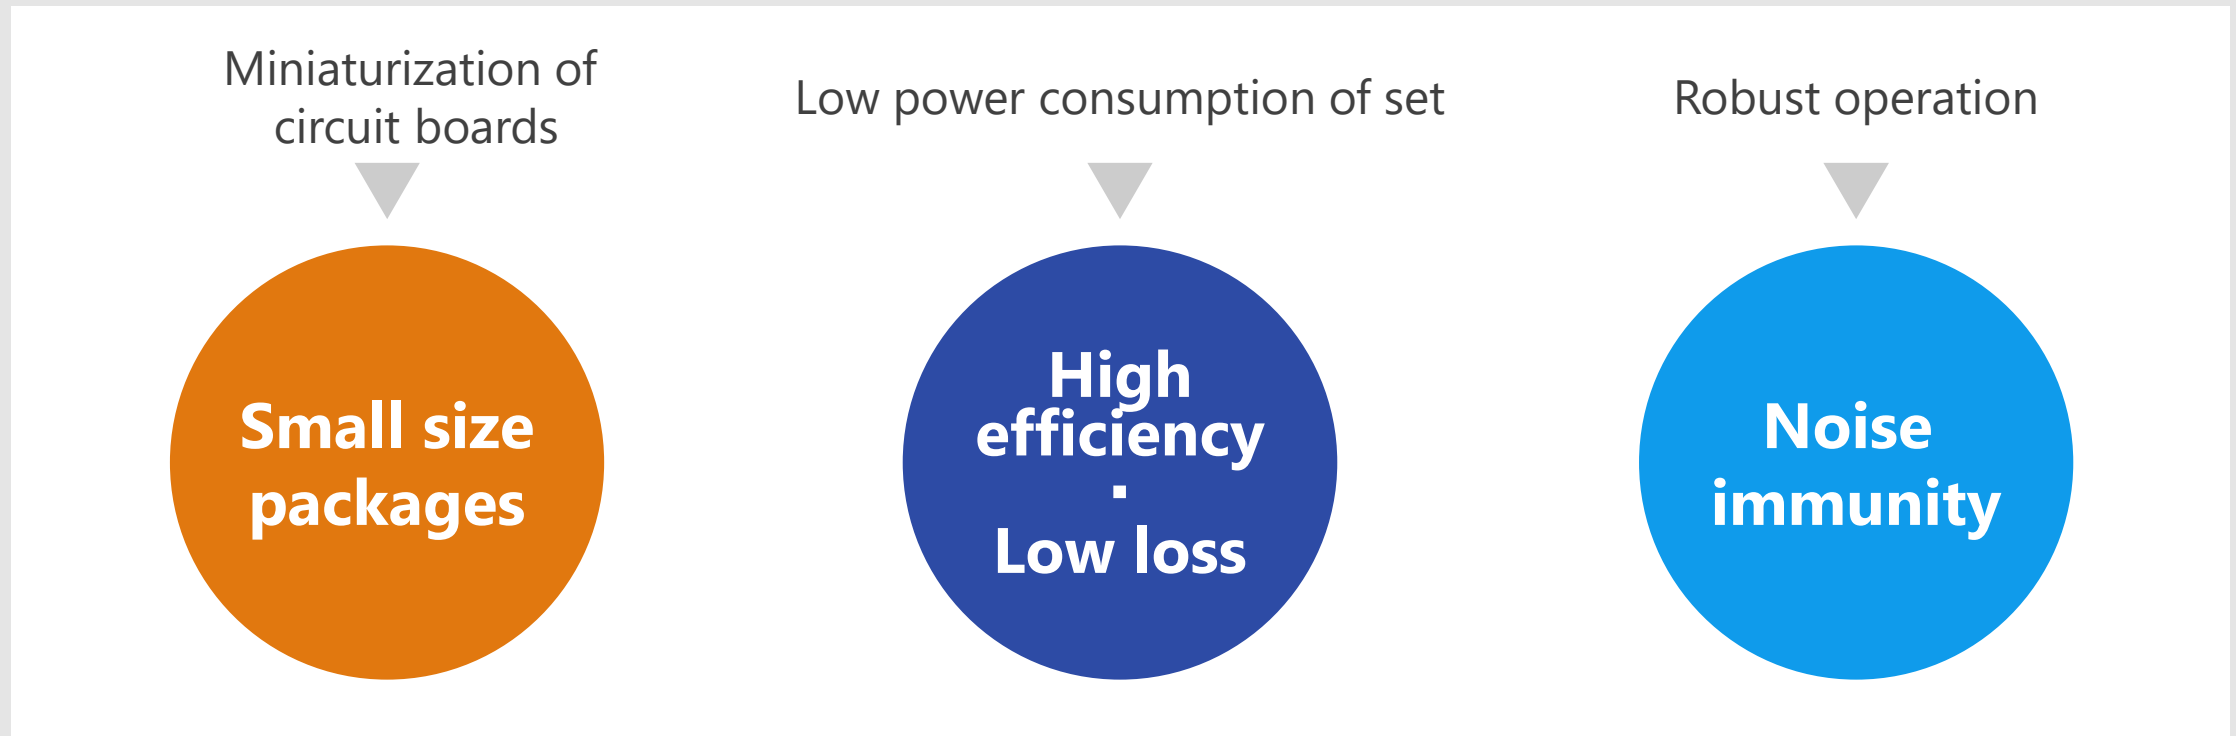 Miniaturization of
circuit boards
Low power consumption of set
Robust operation
Small size
packages
High
efficiency
·
Low loss
Noise
immunity